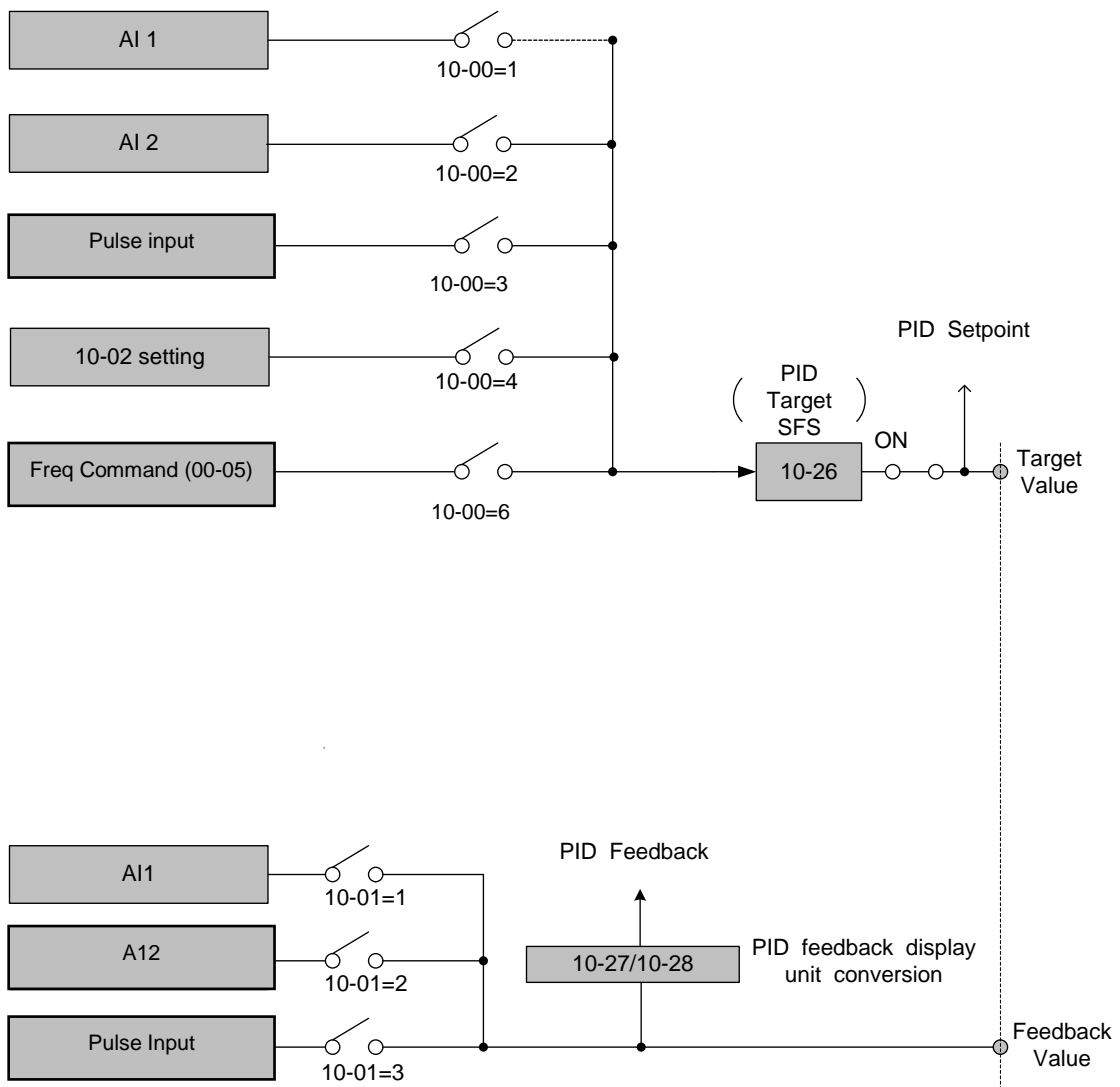 AI 1
10-00=1
AI 2
10-00=2
Pulse input
10-00=3
10-02 setting
10-00=4
PID Setpoint
( PID
Target )
SFS
Freq Command (00-05)
10-00=6
10-26
ON
Target
Value
AI1
10-01=1
PID Feedback
A12
10-01=2
10-27/10-28
PID feedback display
unit conversion
Pulse Input
10-01=3
Feedback
Value